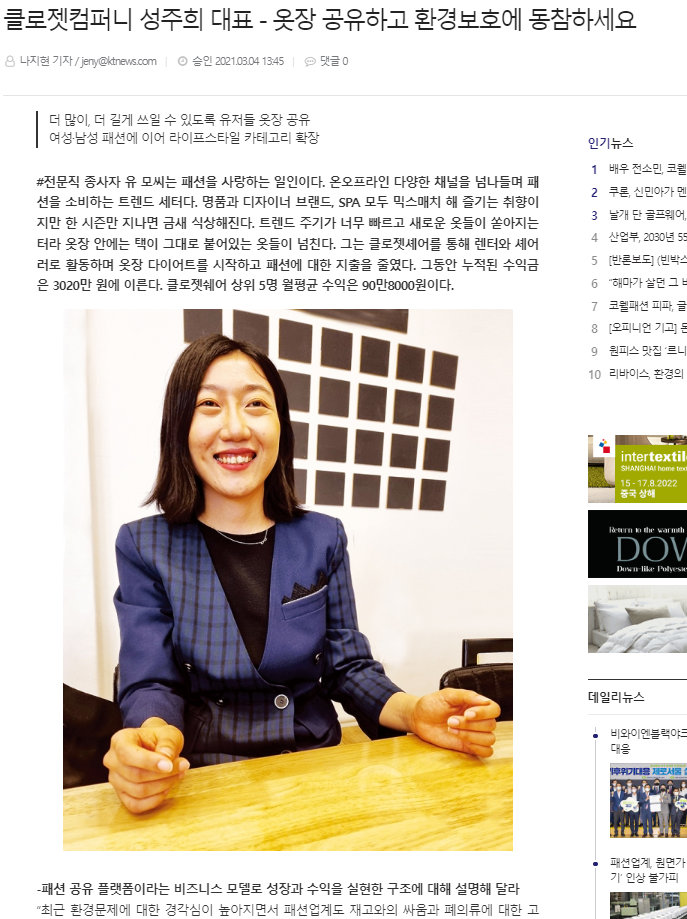 클로젯컴퍼니 성주희 대표 - 옷장 공유하고 환경보호에 동참하세요
나지현 기자 / jeny@ktnews.com | 승인 2021.03.04 13:45 | 댓글 0
더 많이, 더 길게 쓰일 수 있도록 유저들 옷장 공유
여성·남성 패션에 이어 라이프스타일 카테고리 확장
#전문직 종사자 유 모씨는 패션을 사랑하는 일인이다. 온오프라인 다양한 채널을 넘나들며 패
션을 소비하는 트렌드 세터다. 명품과 디자이너 브랜드, SPA 모두 믹스매치 해 즐기는 취향이
지만 한 시즌만 지나면 금새 식상해진다. 트렌드 주기가 너무 빠르고 새로운 옷들이 쏟아지는
터라 옷장 안에는 택이 그대로 붙어있는 옷들이 넘친다. 그는 클로젯셰어를 통해 렌터와 셰어
러로 활동하며 옷장 다이어트를 시작하고 패션에 대한 지출을 줄였다. 그동안 누적된 수익금
은 3020만 원에 이른다. 클로젯쉐어 상위 5명 월평균 수익은 90만8000원이다.
-패션 공유 플랫폼이라는 비즈니스 모델로 성장과 수익을 실현한 구조에 대해 설명해 달라
“최근 환경문제에 대한 경각심이 높아지면서 패션업계도 재고와의 싸움과 폐의류에 대한 고
인기뉴스
1 배우 전소민, 코웰
2 쿠론, 신민아가 멘
3 날개 단 골프웨어,
4 산업부, 2030년 55
5 [반론보도] <빈박스
6 “해마가 살던 그 바
7 코웰패션 피파, 글
8 [오피니언 기고] 돈
9 원피스 맛집 ‘르니
10 리바이스, 환경의
intertextile
SHANGHAI home text
15 - 17.8.2022
중국 상해
Return to the warmth
DOW
Down-like Polyester
데일리뉴스
비와이엔블랙야크
대응
기후위기대응 제로서울 실
패션업계, 원면가
기’ 인상 불가피